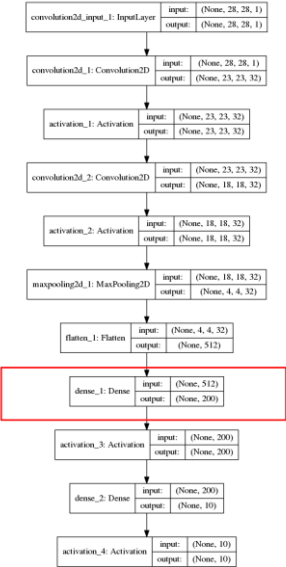 convolution2d_input_1: InputLayer input: (None, 28, 28, 1)
output: (None, 28, 28, 1)
convolution2d_1: Convolution2D input: (None, 28, 28, 1)
output: (None, 23, 23, 32)
activation_1: Activation input: (None, 23, 23, 32)
output: (None, 23, 23, 32)
convolution2d_2: Convolution2D input: (None, 23, 23, 32)
output: (None, 18, 18, 32)
activation_2: Activation input: (None, 18, 18, 32)
output: (None, 18, 18, 32)
maxpooling2d_1: MaxPooling2D input: (None, 18, 18, 32)
output: (None, 4, 4, 32)
flatten_1: Flatten input: (None, 4, 4, 32)
output: (None, 512)
dense_1: Dense input: (None, 512)
output: (None, 200)
activation_3: Activation input: (None, 200)
output: (None, 200)
dense_2: Dense input: (None, 200)
output: (None, 10)
activation_4: Activation input: (None, 10)
output: (None, 10)